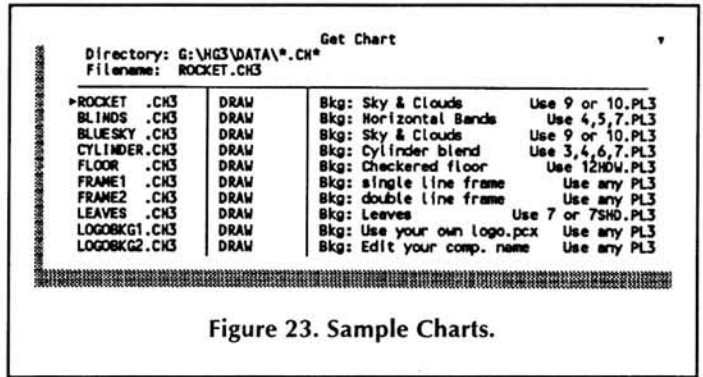 Get Chart
Directory: G:\HG3\DATA\*.CH*
Filename: ROCKET.CH3
ROCKET .CH3 DRAW Bkg: Sky & Clouds Use 9 or 10.PL3
BLINDS .CH3 DRAW Bkg: Horizontal Bands Use 4,5,7.PL3
BLUESKY .CH3 DRAW Bkg: Sky & Clouds Use 9 or 10.PL3
CYLINDER.CH3 DRAW Bkg: Cylinder blend Use 3,4,6,7.PL3
FLOOR .CH3 DRAW Bkg: Checkered floor Use 12HDW.PL3
FRAME1 .CH3 DRAW Bkg: single line frame Use any PL3
FRAME2 .CH3 DRAW Bkg: double line frame Use any PL3
LEAVES .CH3 DRAW Bkg: Leaves Use 7 or 7SHD.PL3
LOGOBKG1.CH3 DRAW Bkg: Use your own logo.pcx Use any PL3
LOGOBKG2.CH3 DRAW Bkg: Edit your comp. name Use any PL3
Figure 23. Sample Charts.